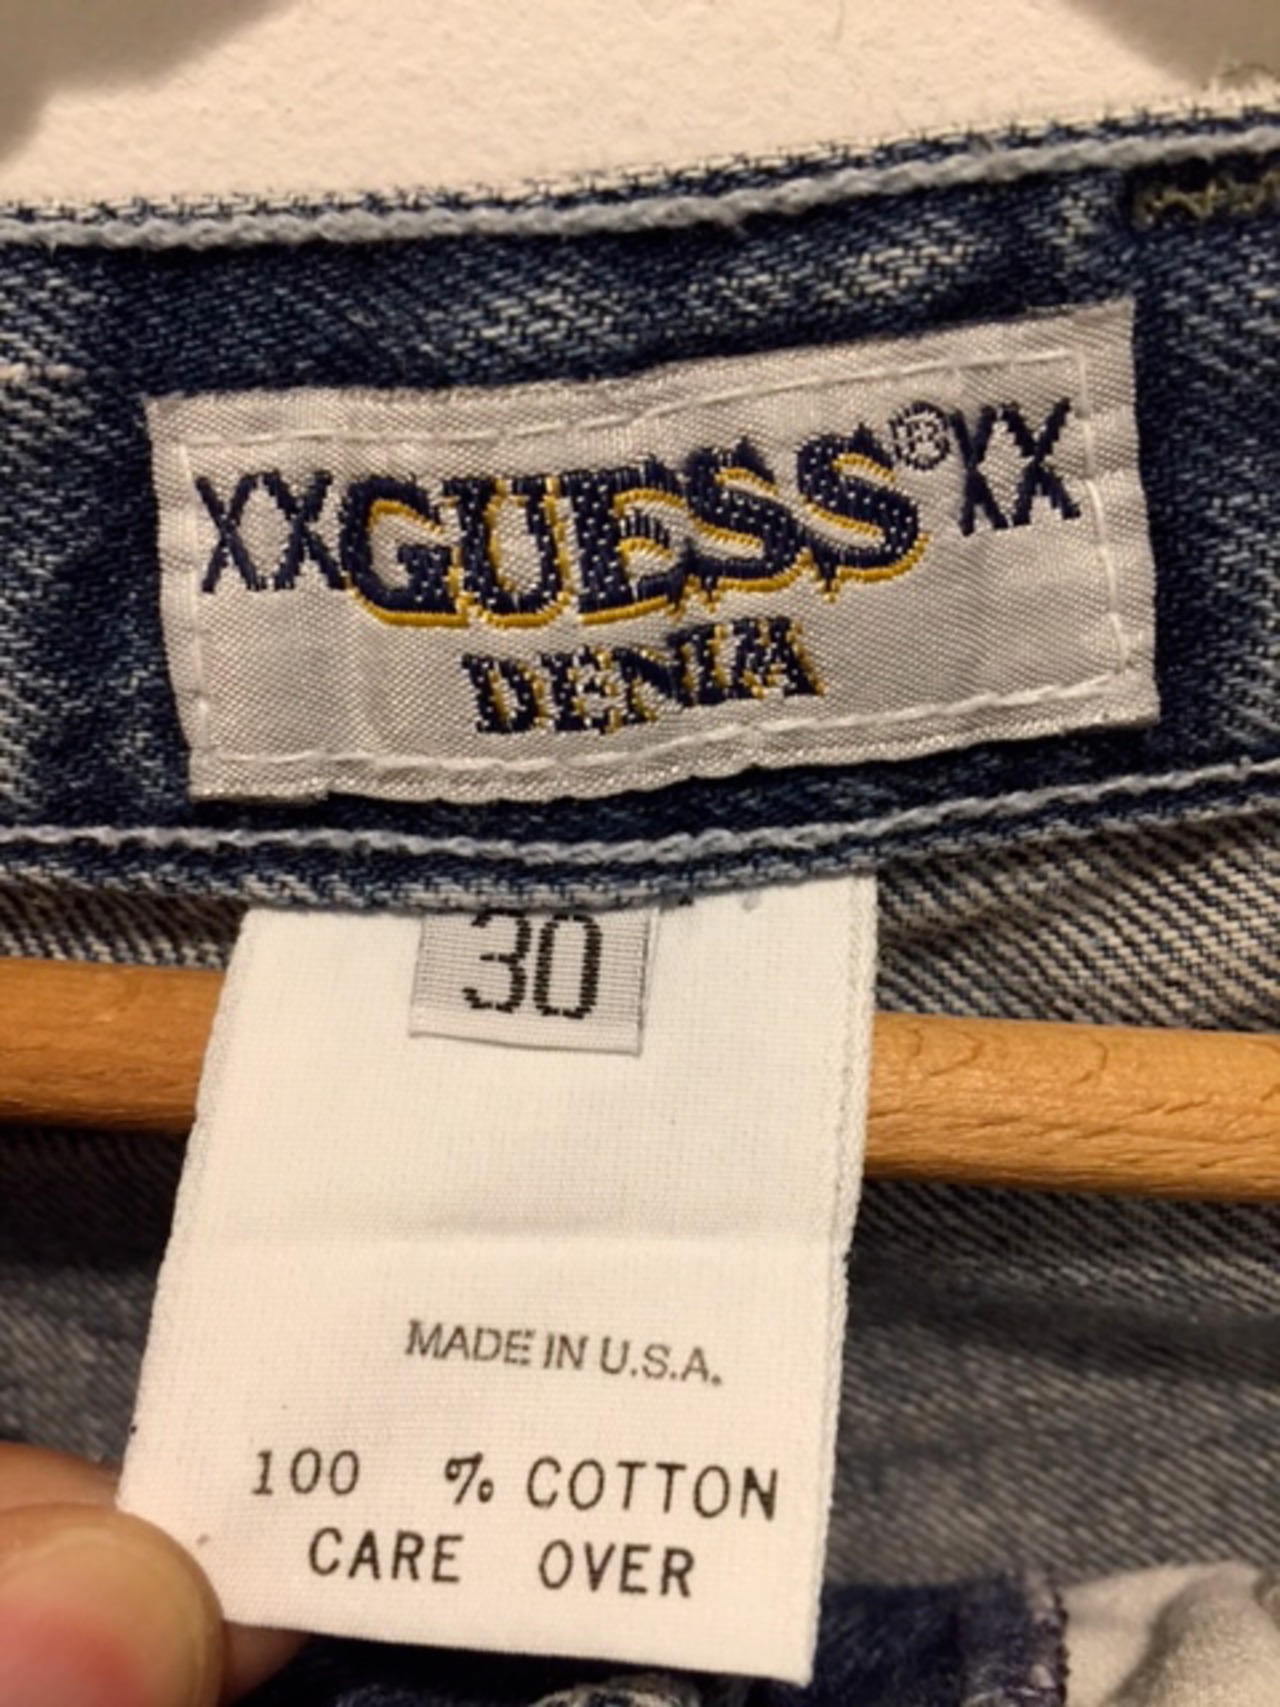 XXGUESS®XX
DENIM
30
MADE IN U.S.A.
100 % COTTON
CARE OVER